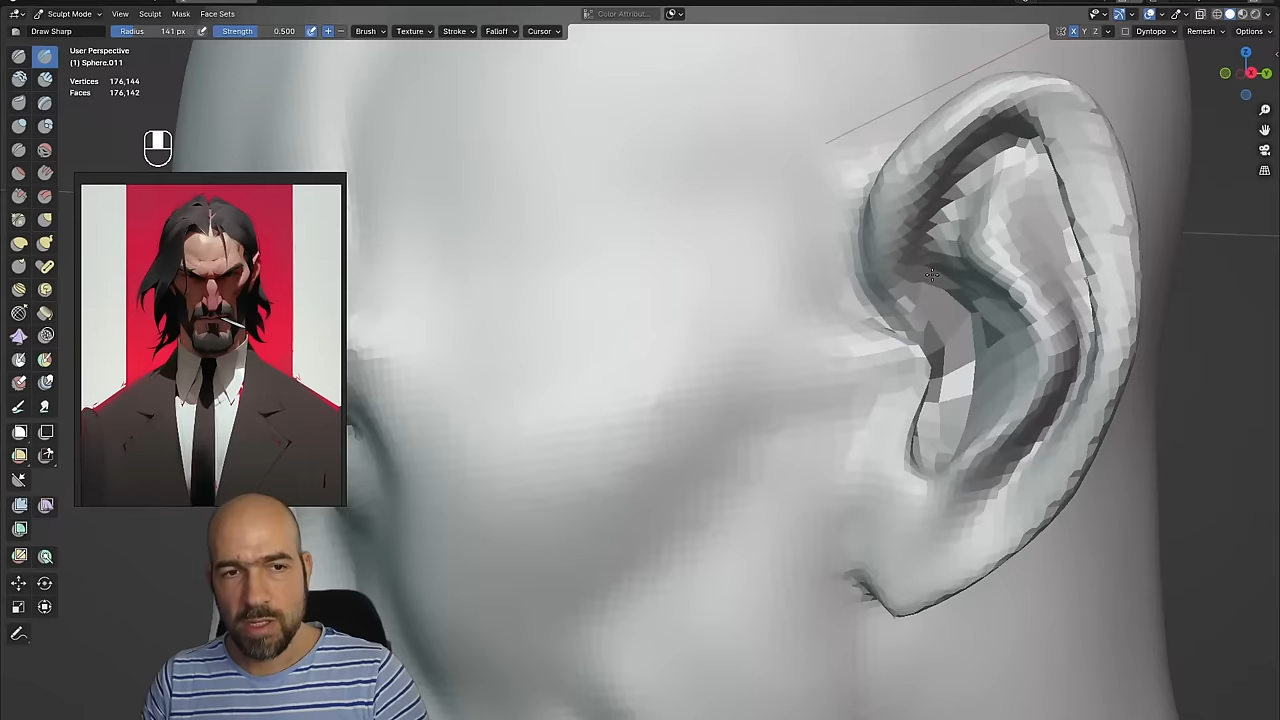 Sculpt Mode View Sculpt Mask Face Sets Color Attribut...
Draw Sharp Radius 141 px Strength 0.500 Brush Texture Stroke Falloff Cursor X Y Z Dyntopo Remesh Options
User Perspective
(1) Sphere.011
Vertices 176,144
Faces 176,142
Z
X
Y